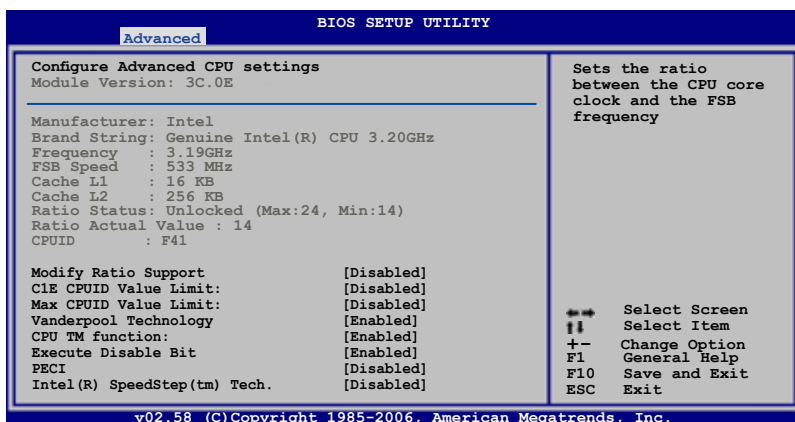 BIOS SETUP UTILITY
Advanced
Configure Advanced CPU settings
Module Version: 3C.0E
Manufacturer: Intel
Brand String: Genuine Intel(R) CPU 3.20GHz
Frequency : 3.19GHz
FSB Speed : 533 MHz
Cache L1 : 16 KB
Cache L2 : 256 KB
Ratio Status: Unlocked (Max:24, Min:14)
Ratio Actual Value : 14
CPUID : F41
Modify Ratio Support [Disabled]
C1E CPUID Value Limit: [Disabled]
Max CPUID Value Limit: [Disabled]
Vanderpool Technology [Enabled]
CPU TM function: [Enabled]
Execute Disable Bit [Enabled]
PECI [Disabled]
Intel(R) SpeedStep(tm) Tech. [Disabled]
Sets the ratio
between the CPU core
clock and the FSB
frequency
Select Screen
Select Item
+- Change Option
F1 General Help
F10 Save and Exit
ESC Exit
v02.58 (C)Copyright 1985-2006, American Megatrends, Inc.